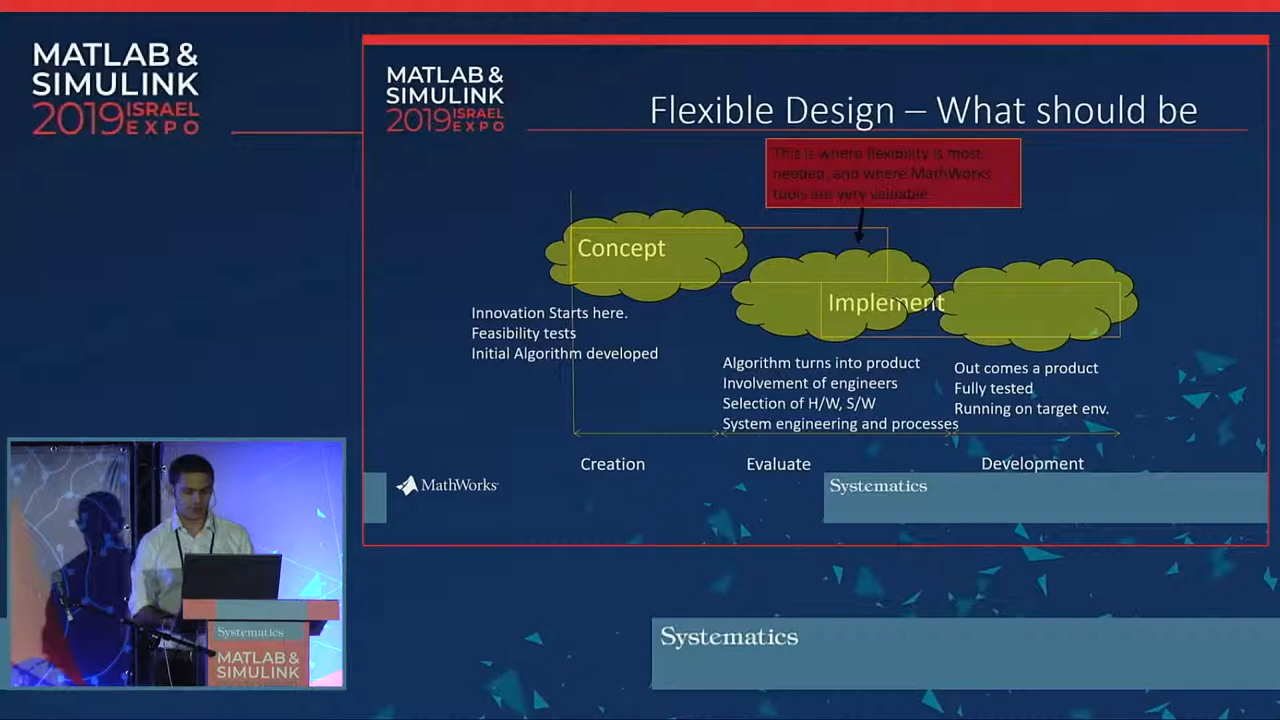 MATLAB &
SIMULINK
2019 ISRAEL
EXPO
MATLAB &
SIMULINK
2019 ISRAEL
EXPO
Flexible Design – What should be
This is where flexibility is most
needed, and where MathWorks
tools are very valuable
Concept
Implement
Innovation Starts here.
Feasibility tests
Initial Algorithm developed
Algorithm turns into product
Involvement of engineers
Selection of H/W, S/W
System engineering and processes
Out comes a product
Fully tested
Running on target env.
Creation
Evaluate
Development
MathWorks
Systematics
Systematics
MATLAB &
SIMULINK
Systematics